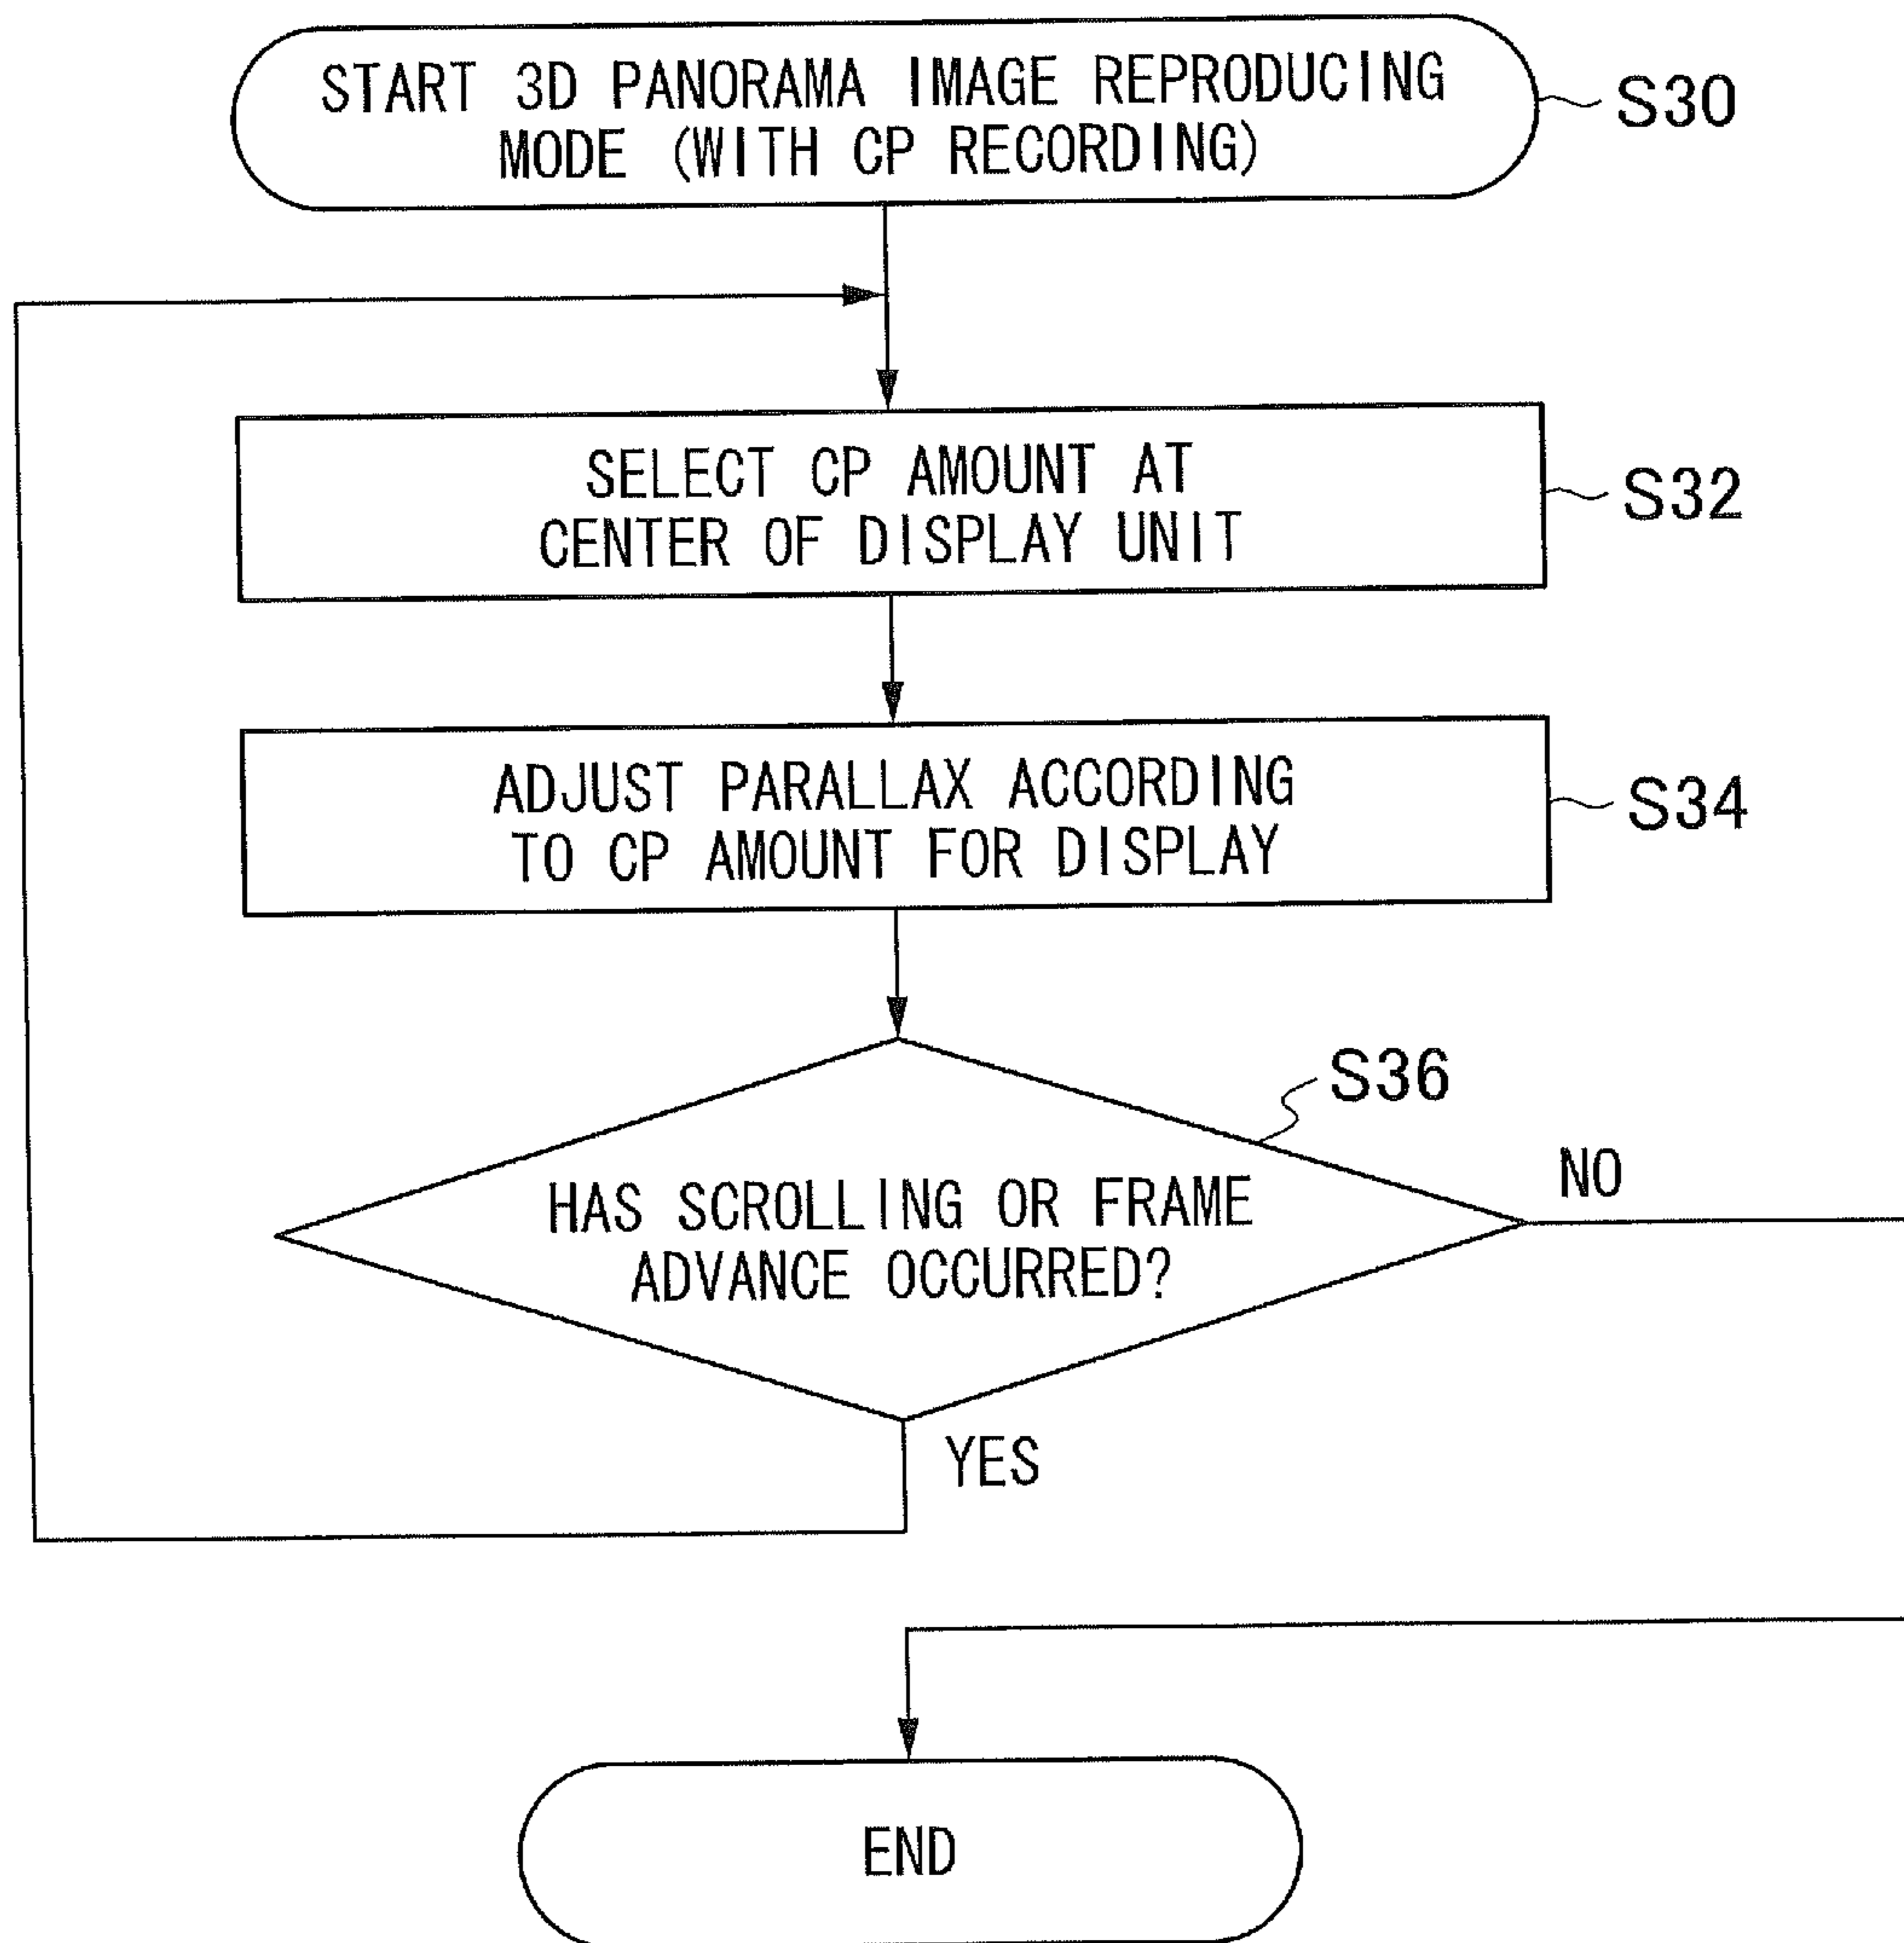 START 3D PANORAMA IMAGE REPRODUCING
MODE (WITH CP RECORDING)
S30
SELECT CP AMOUNT AT
CENTER OF DISPLAY UNIT
S32
ADJUST PARALLAX ACCORDING
TO CP AMOUNT FOR DISPLAY
S34
S36
HAS SCROLLING OR FRAME
ADVANCE OCCURRED?
NO
YES
END